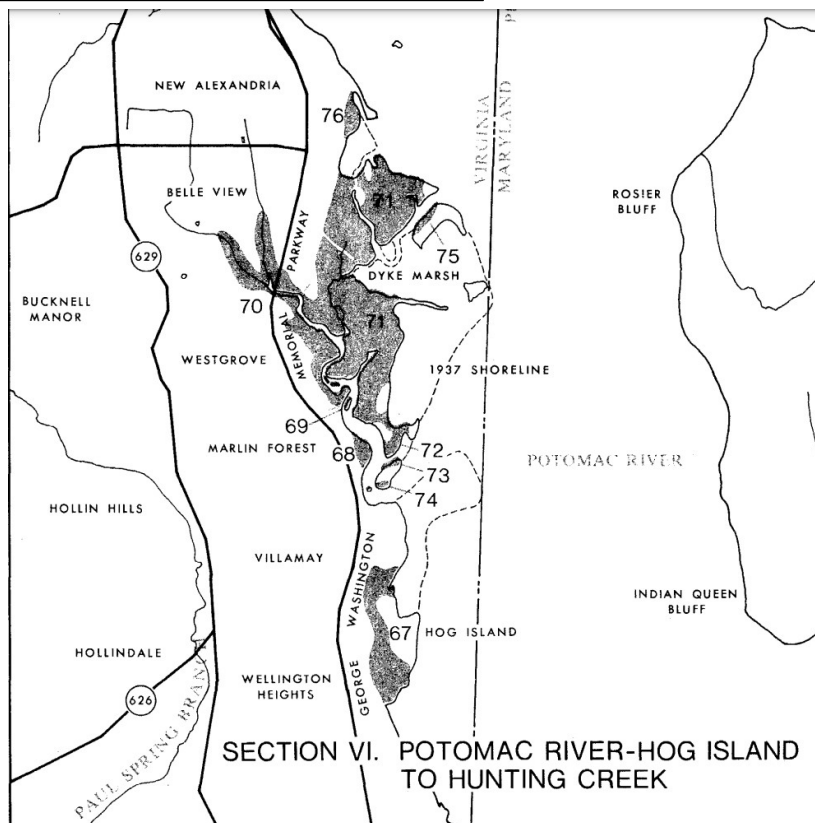 NEW ALEXANDRIA
76
VIRGINIA
MARYLAND
BELLE VIEW
71
ROSIER
BLUFF
PARKWAY
75
629
DYKE MARSH
BUCKNELL
MANOR
70
71
MEMORIAL
WESTGROVE
1937 SHORELINE
69
MARLIN FOREST
68
72
POTOMAC RIVER
73
74
HOLLIN HILLS
VILLAMAY
WASHINGTON
INDIAN QUEEN
BLUFF
67
HOG ISLAND
HOLLINDALE
GEORGE
WELLINGTON
HEIGHTS
626
PAUL SPRING BRANCH
SECTION VI. POTOMAC RIVER-HOG ISLAND
TO HUNTING CREEK